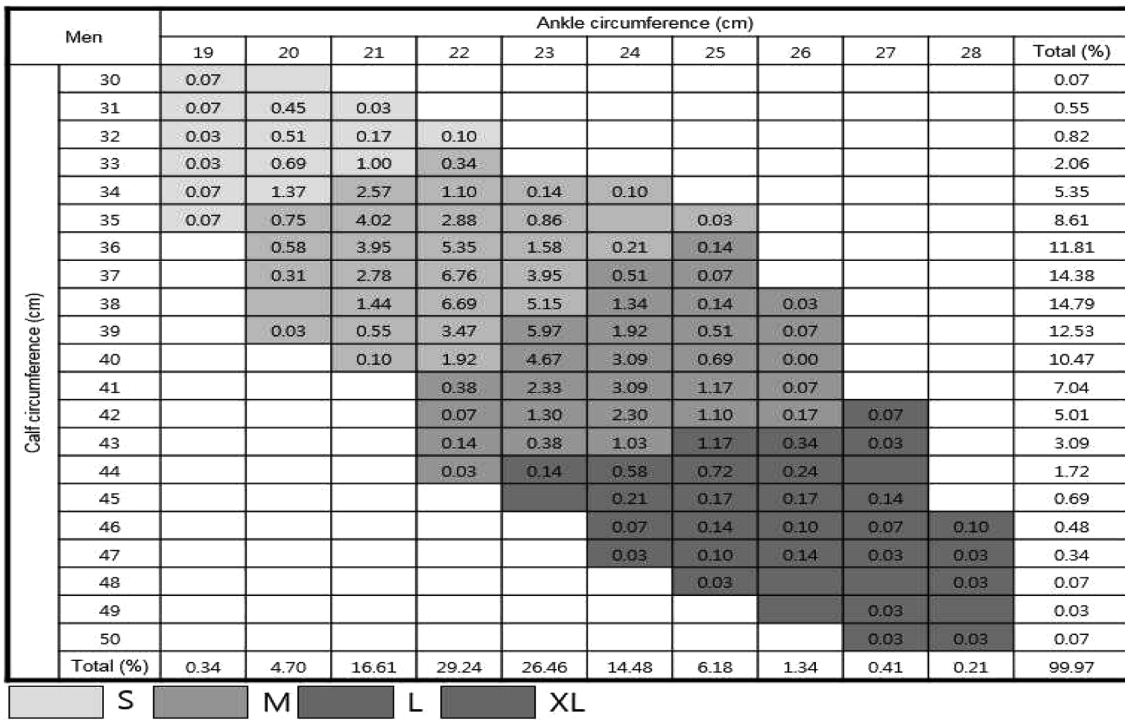 Men Ankle circumference (cm)
19 20 21 22 23 24 25 26 27 28 Total (%)
Calf circumference (cm)
30 0.07 0.07
31 0.07 0.45 0.03 0.55
32 0.03 0.51 0.17 0.10 0.82
33 0.03 0.69 1.00 0.34 2.06
34 0.07 1.37 2.57 1.10 0.14 0.10 5.35
35 0.07 0.75 4.02 2.88 0.86 0.03 8.61
36 0.58 3.95 5.35 1.58 0.21 0.14 11.81
37 0.31 2.78 6.76 3.95 0.51 0.07 14.38
38 1.44 6.69 5.15 1.34 0.14 0.03 14.79
39 0.03 0.55 3.47 5.97 1.92 0.51 0.07 12.53
40 0.10 1.92 4.67 3.09 0.69 0.00 10.47
41 0.38 2.33 3.09 1.17 0.07 7.04
42 0.07 1.30 2.30 1.10 0.17 0.07 5.01
43 0.14 0.38 1.03 1.17 0.34 0.03 3.09
44 0.03 0.14 0.58 0.72 0.24 1.72
45 0.21 0.17 0.17 0.14 0.69
46 0.07 0.14 0.10 0.07 0.10 0.48
47 0.03 0.10 0.14 0.03 0.03 0.34
48 0.03 0.03 0.07
49 0.03 0.03
50 0.03 0.03 0.07
Total (%) 0.34 4.70 16.61 29.24 26.46 14.48 6.18 1.34 0.41 0.21 99.97
S M L XL